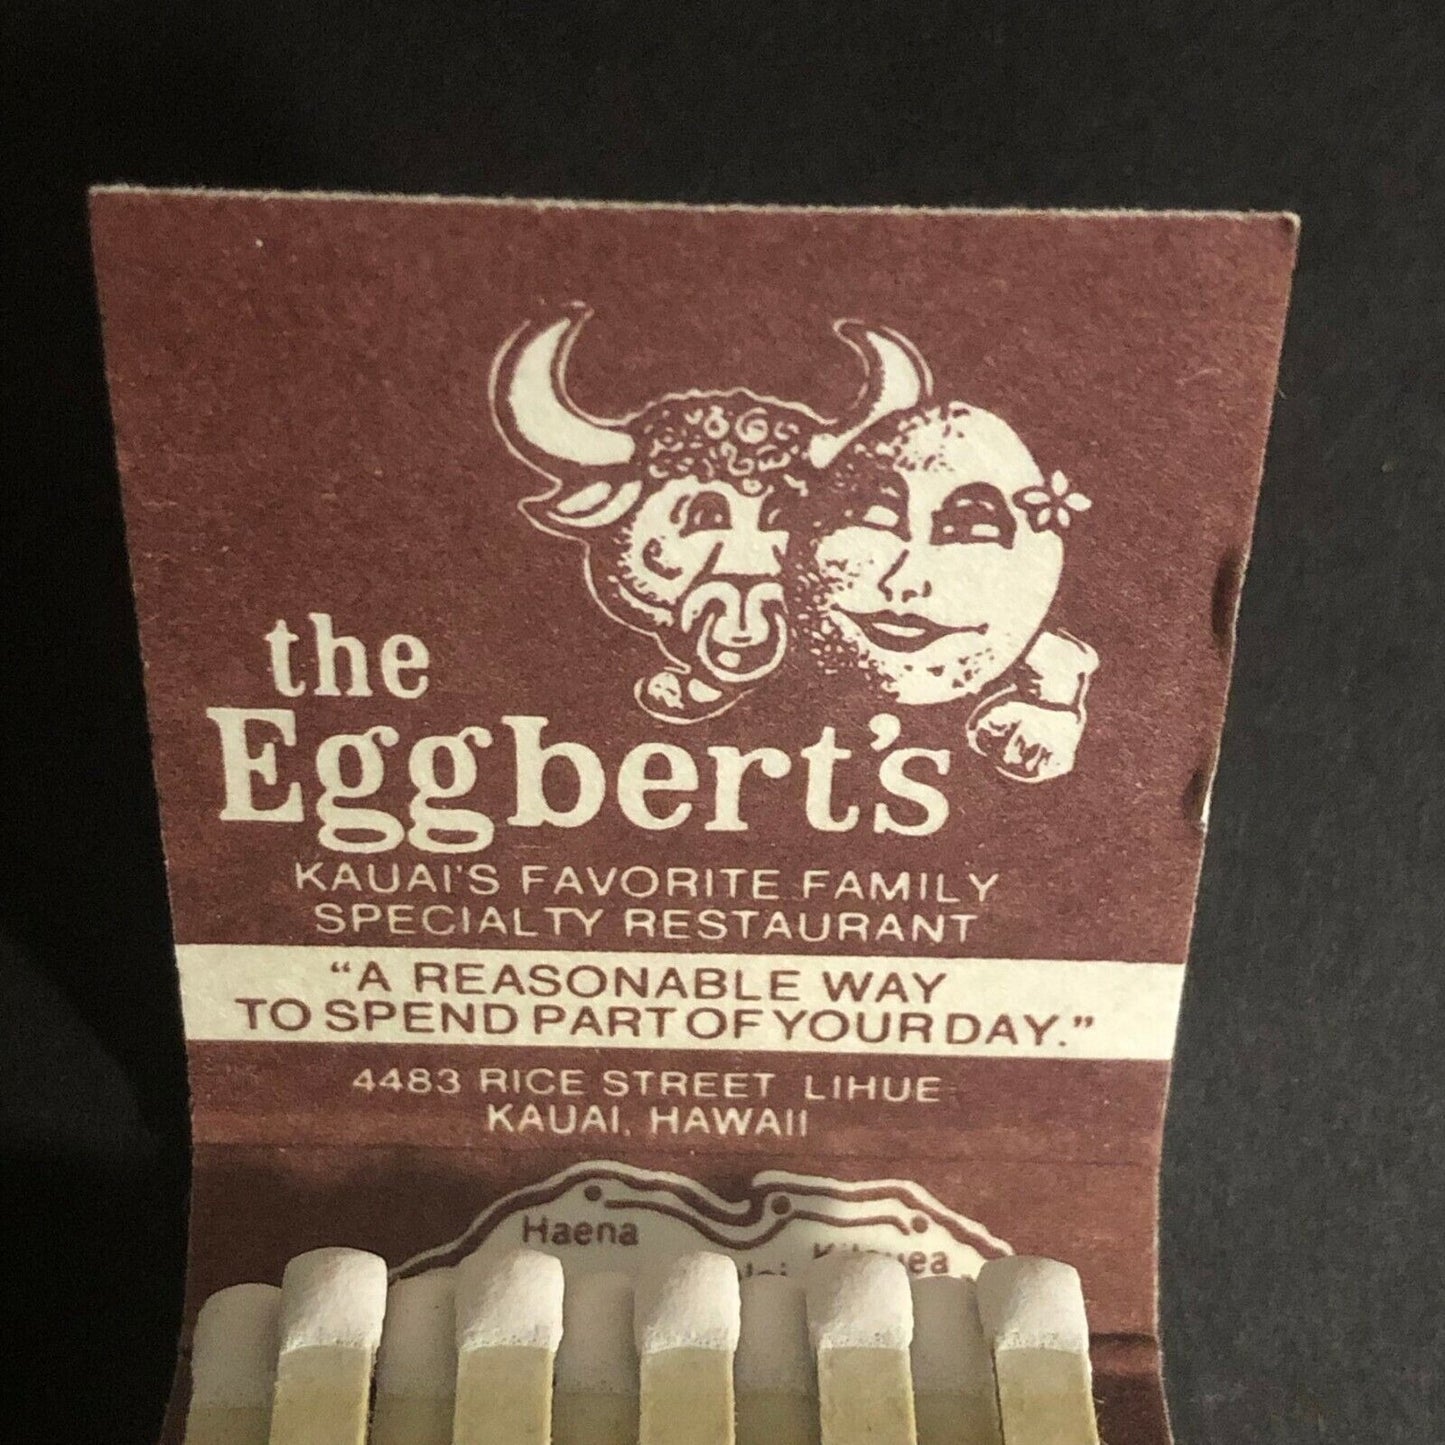 the
Eggbert's
KAUAI'S FAVORITE FAMILY
SPECIALTY RESTAURANT
"A REASONABLE WAY
TO SPEND PART OF YOUR DAY."
4483 RICE STREET LIHUE
KAUAI, HAWAII
Haena